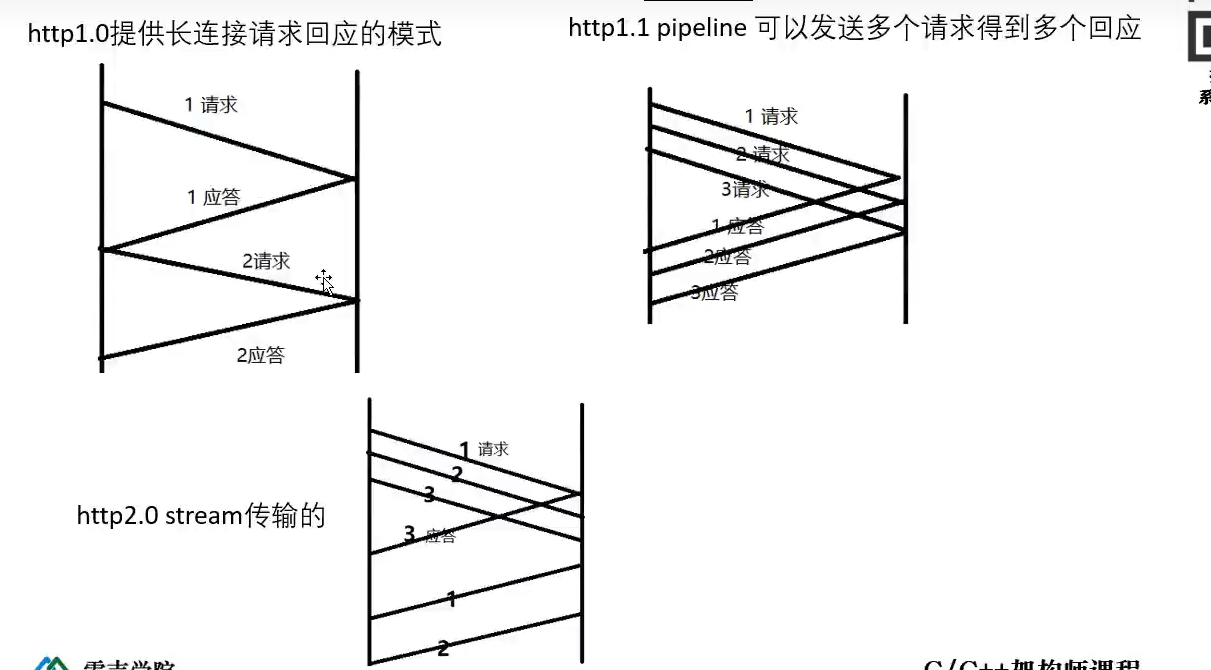 http1.0提供长连接请求回应的模式
http1.1 pipeline 可以发送多个请求得到多个回应
1 请求
1 应答
2请求
2应答
1 请求
2 请求
3请求
1 应答
2应答
3应答
http2.0 stream传输的
1 请求
2
3
3 应答
1
2
C/C++架构师课程